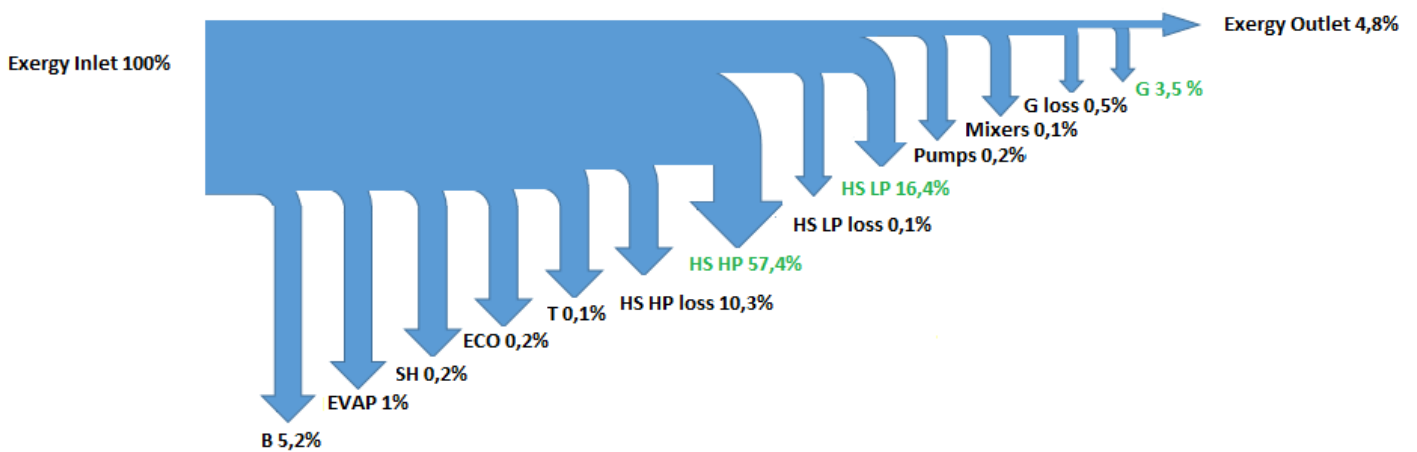 Exergy Inlet 100%
Exergy Outlet 4,8%
G 3,5 %
G loss 0,5%
Mixers 0,1%
Pumps 0,2%
HS LP 16,4%
HS LP loss 0,1%
HS HP 57,4%
HS HP loss 10,3%
T 0,1%
ECO 0,2%
SH 0,2%
EVAP 1%
B 5,2%